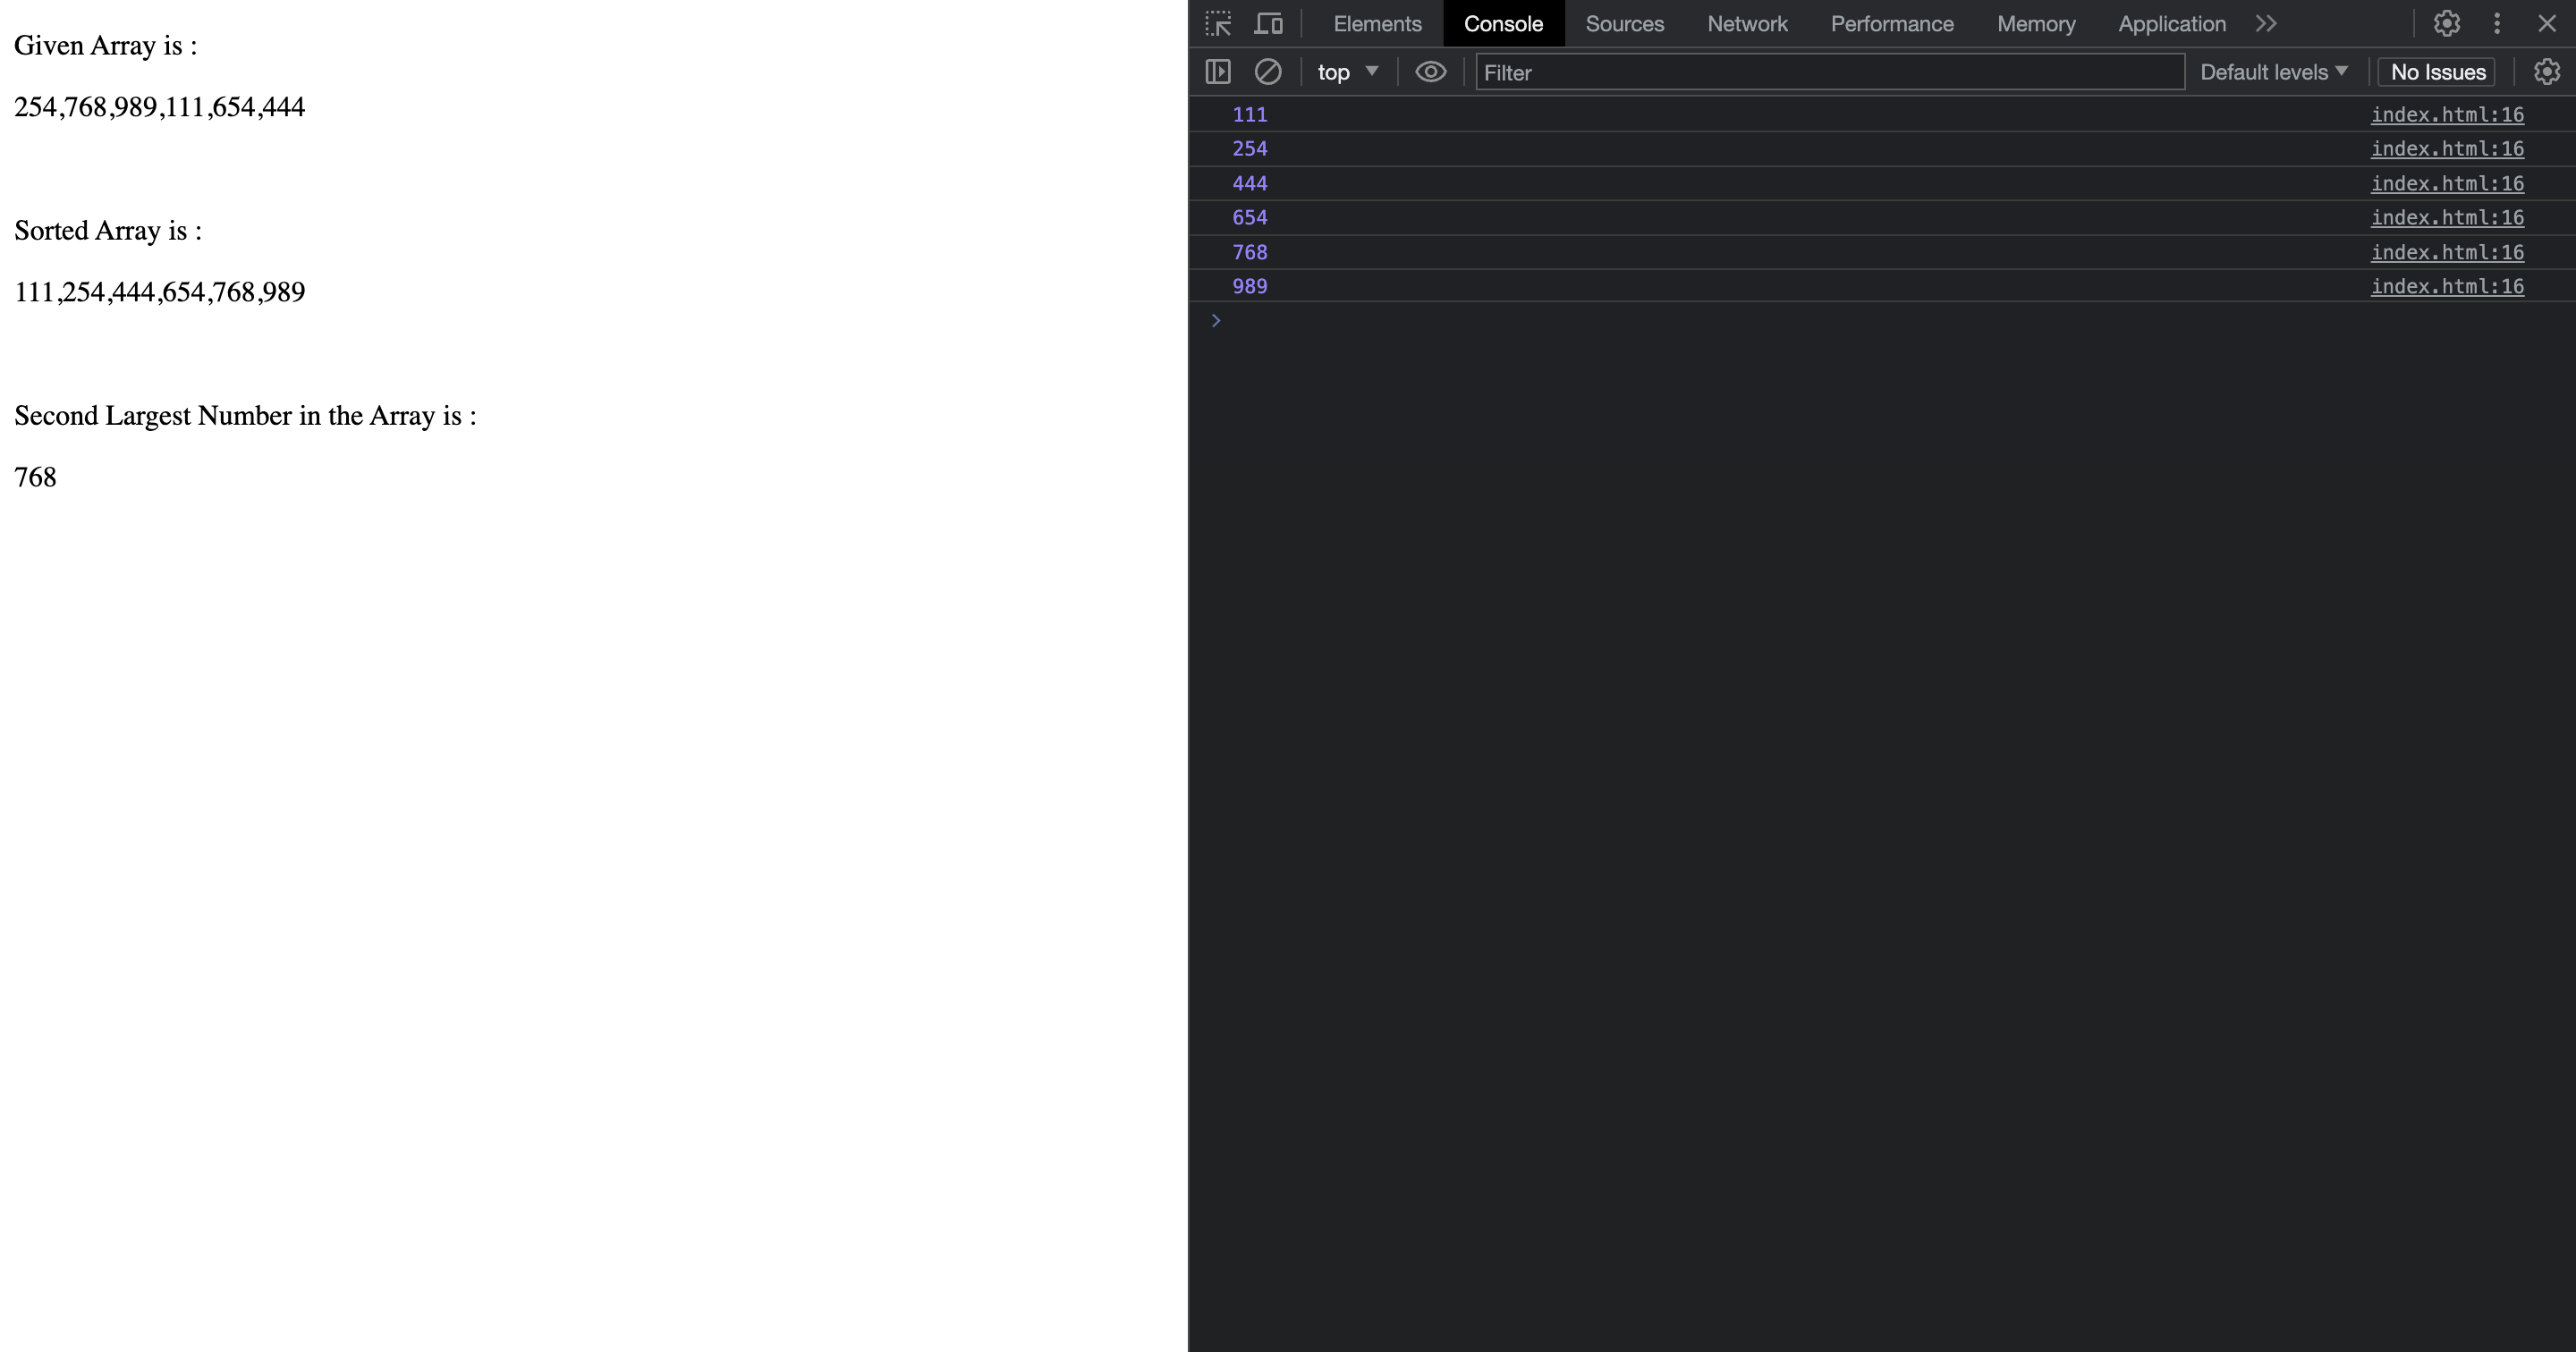 Given Array is :
254,768,989,111,654,444
Sorted Array is :
111,254,444,654,768,989
Second Largest Number in the Array is :
768
Elements Console Sources Network Performance Memory Application
top Filter Default levels No Issues
111 index.html:16
254 index.html:16
444 index.html:16
654 index.html:16
768 index.html:16
989 index.html:16